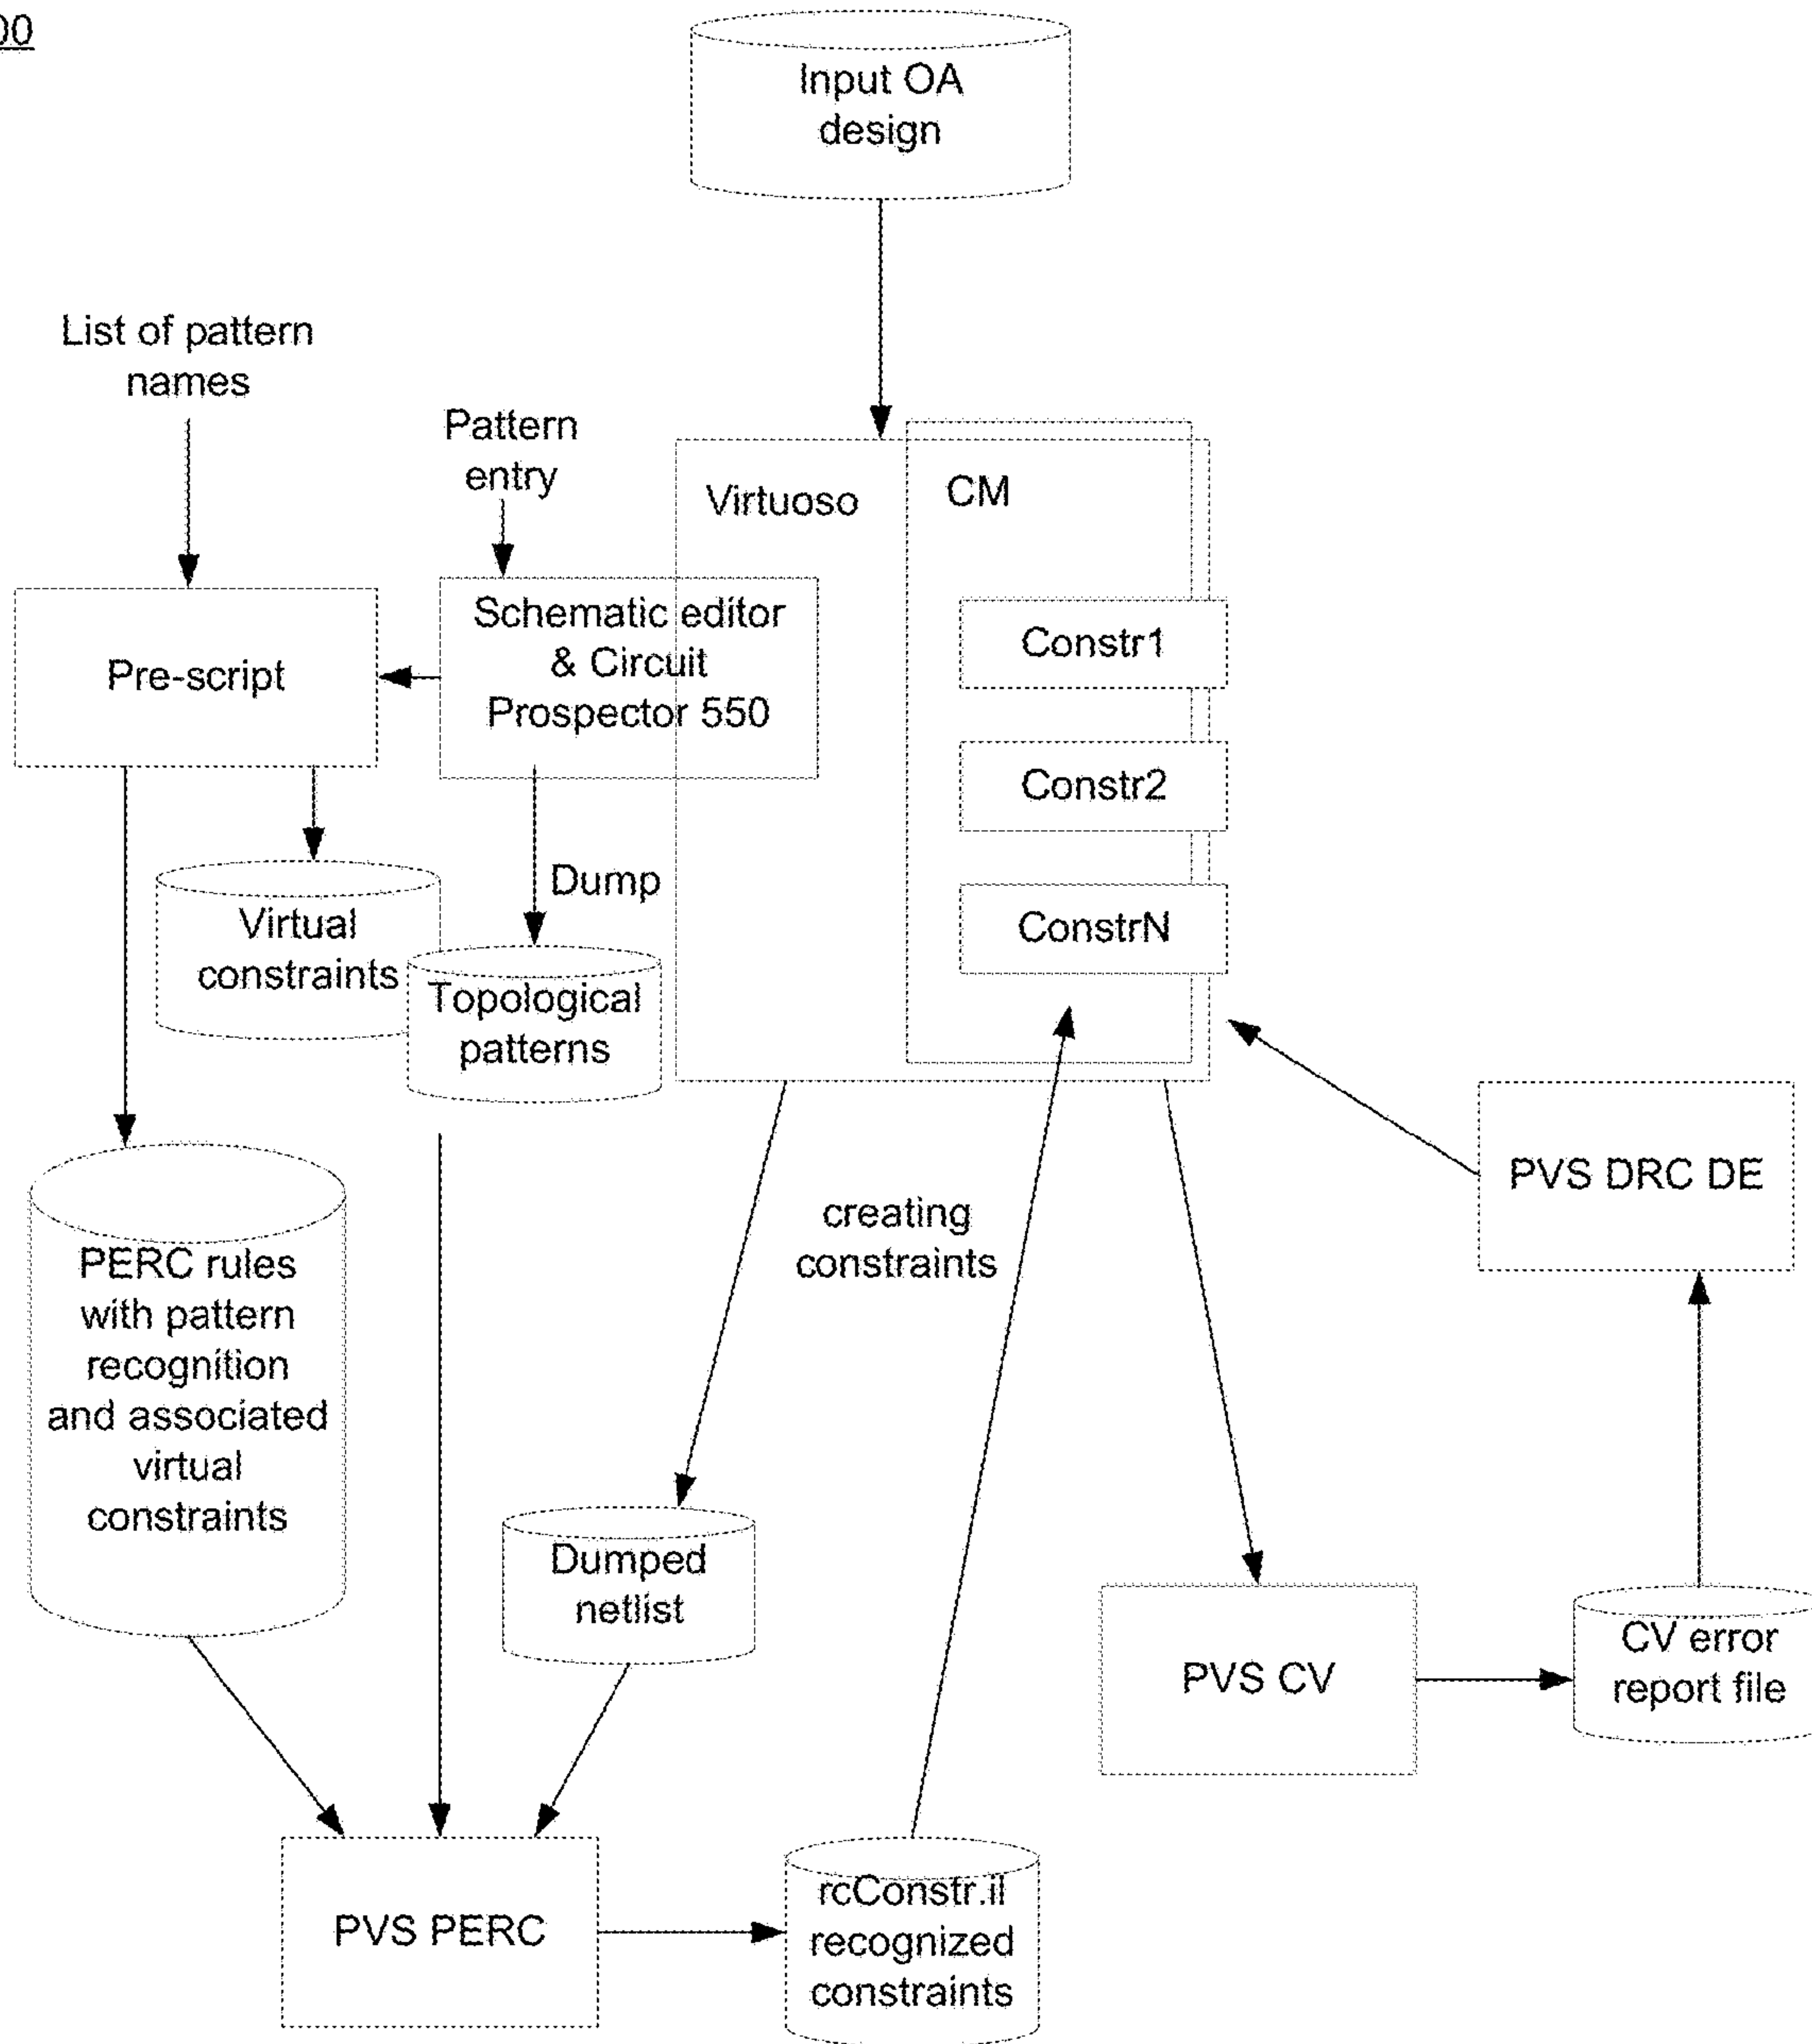 00
Input OA
design
List of pattern
names
Pattern
entry
Virtuoso
CM
Schematic editor
& Circuit
Prospector 550
Pre-script
Constr1
Constr2
ConstrN
Dump
Virtual
constraints
Topological
patterns
PVS DRC DE
creating
constraints
PERC rules
with pattern
recognition
and associated
virtual
constraints
Dumped
netlist
PVS CV
CV error
report file
PVS PERC
rcConstr.il
recognized
constraints